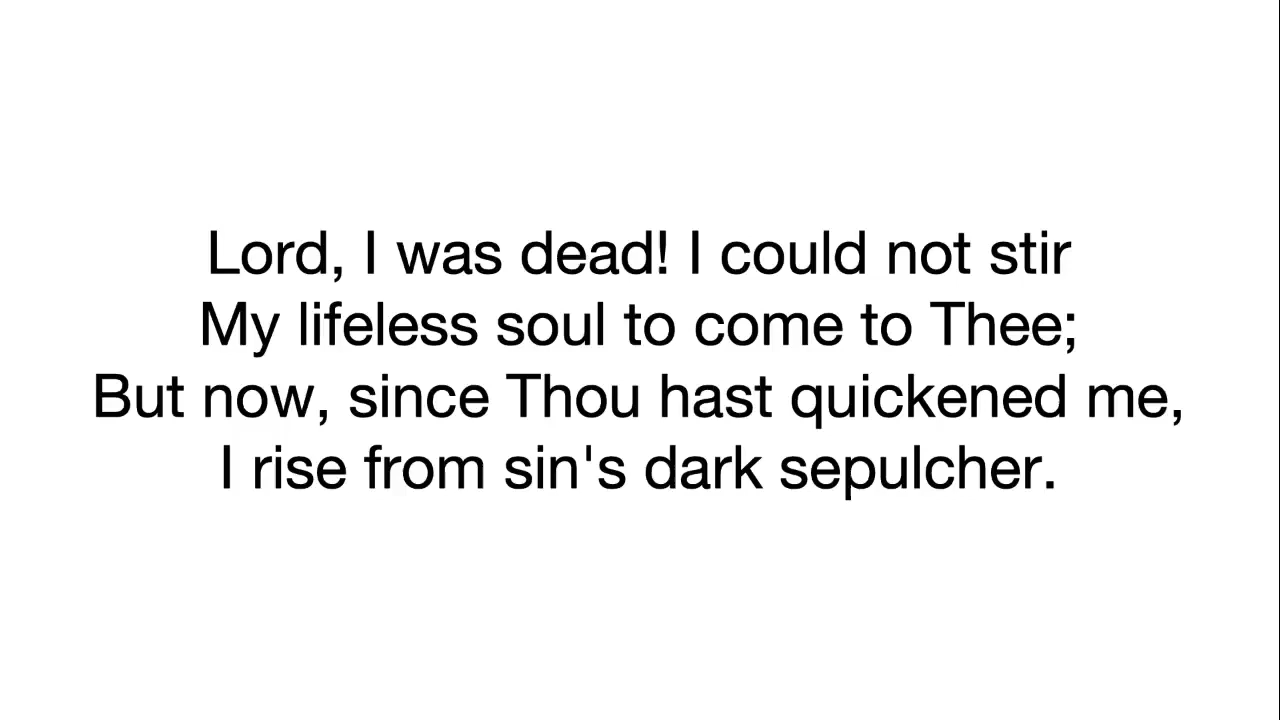 Lord, I was dead! I could not stir
My lifeless soul to come to Thee;
But now, since Thou hast quickened me,
I rise from sin's dark sepulcher.